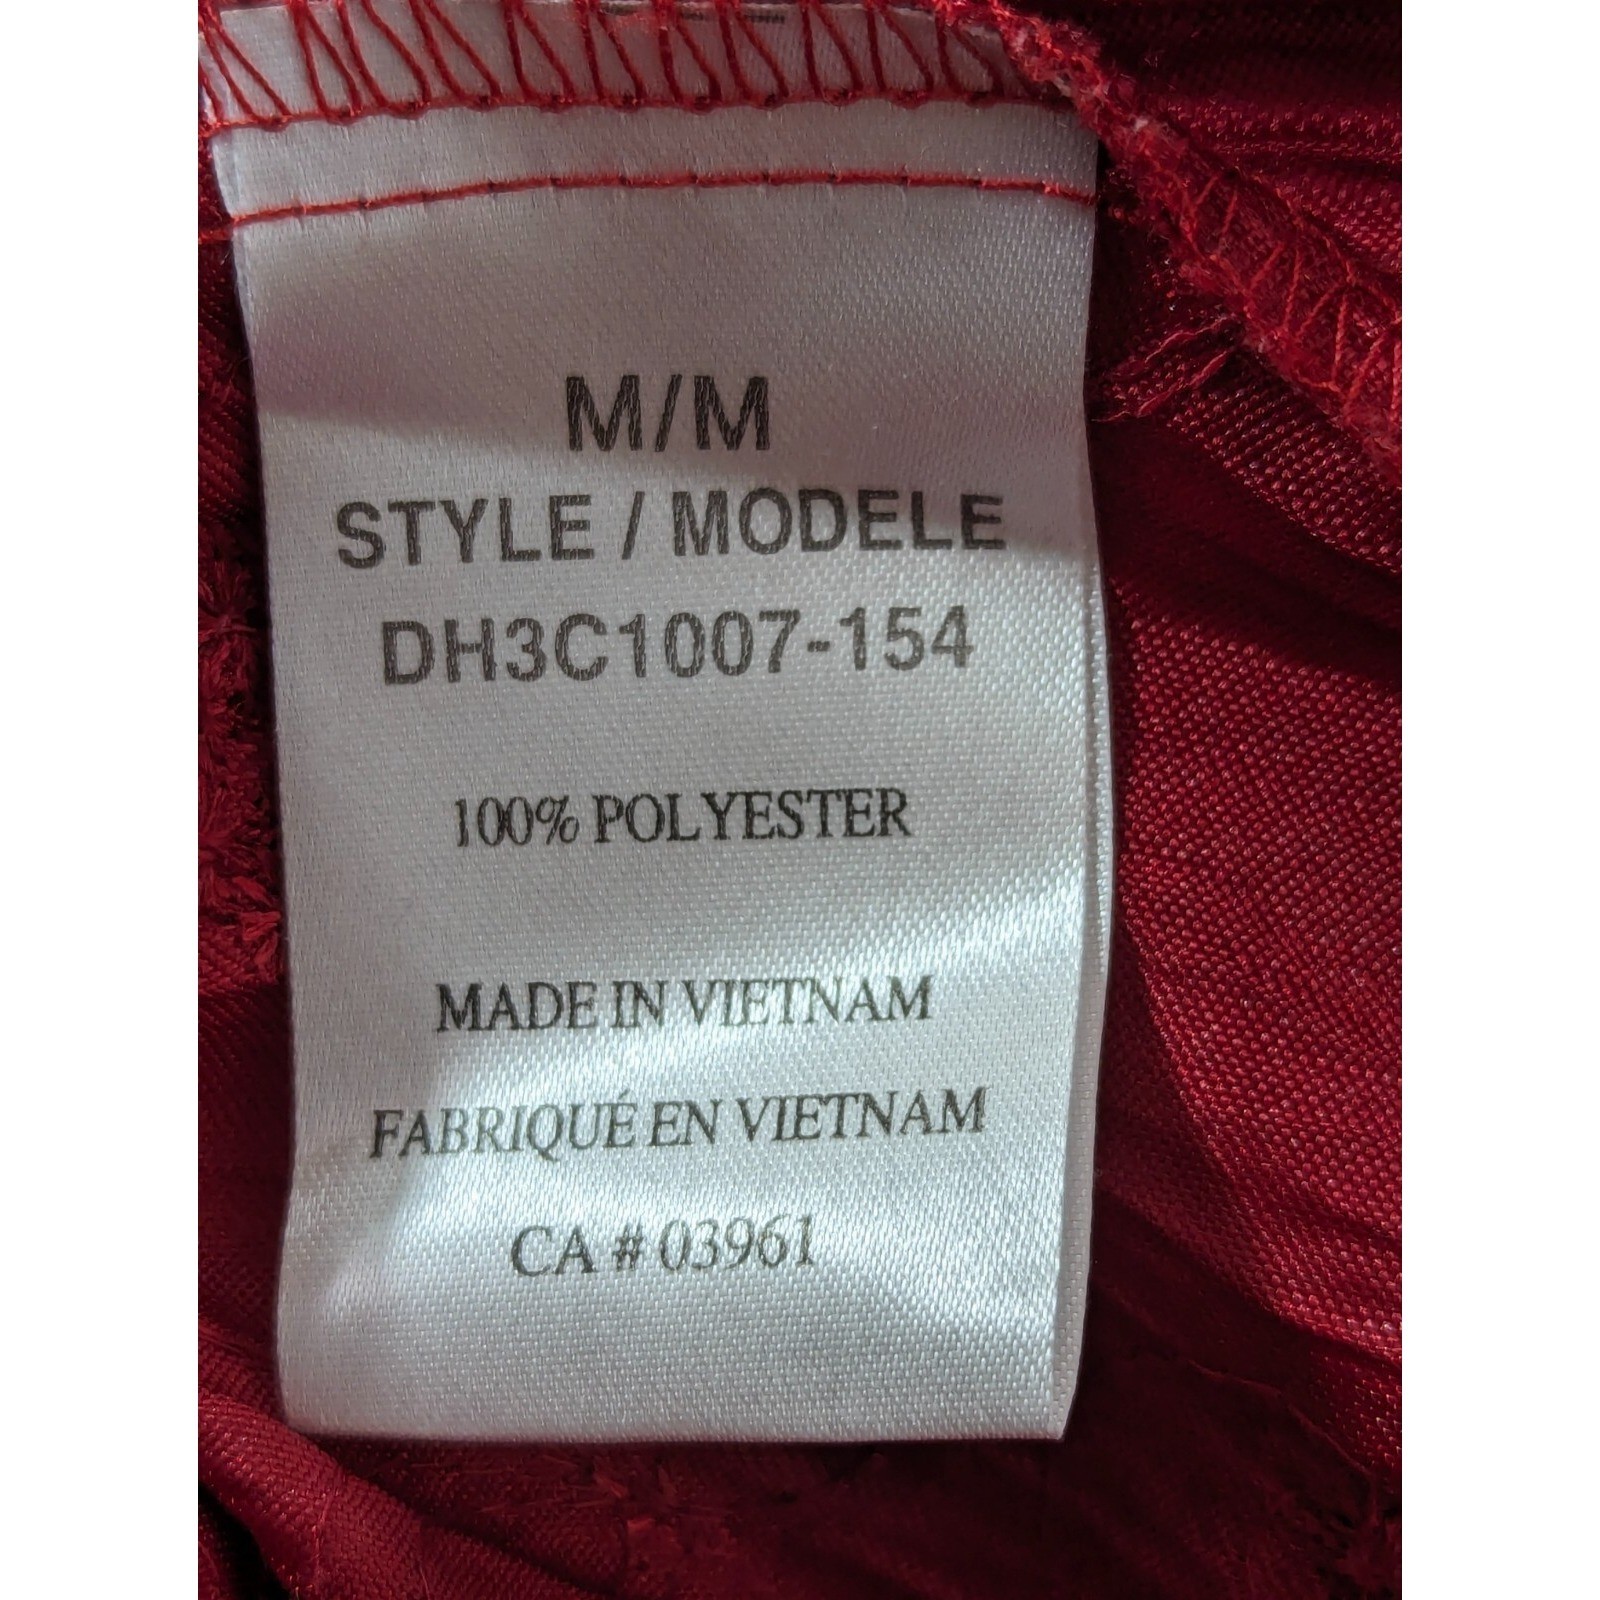 M/M
STYLE / MODELE
DH3C1007-154
100% POLYESTER
MADE IN VIETNAM
FABRIQUÉ EN VIETNAM
CA # 03961